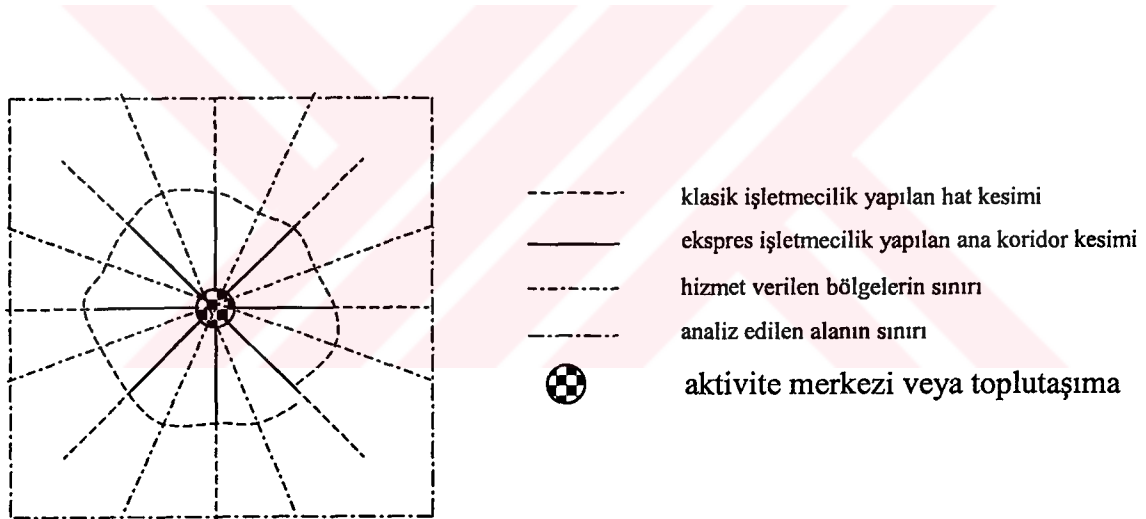 klasik işletmecilik yapılan hat kesimi
ekspres işletmecilik yapılan ana koridor kesimi
hizmet verilen bölgelerin sınırı
analiz edilen alanın sınırı
aktivite merkezi veya toplutaşıma